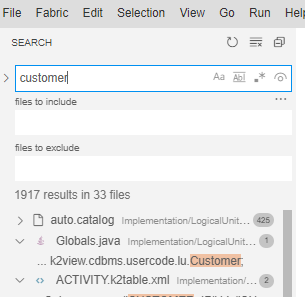 File Fabric Edit Selection View Go Run Help
SEARCH
customer Aa Abl .*
files to include ...
files to exclude
1917 results in 33 files
auto.catalog Implementation/LogicalUnit... 425
Globals.java Implementation/LogicalUnit... 1
... k2view.cdbms.usercode.lu.Customer;
ACTIVITY.k2table.xml Implementation/... 2